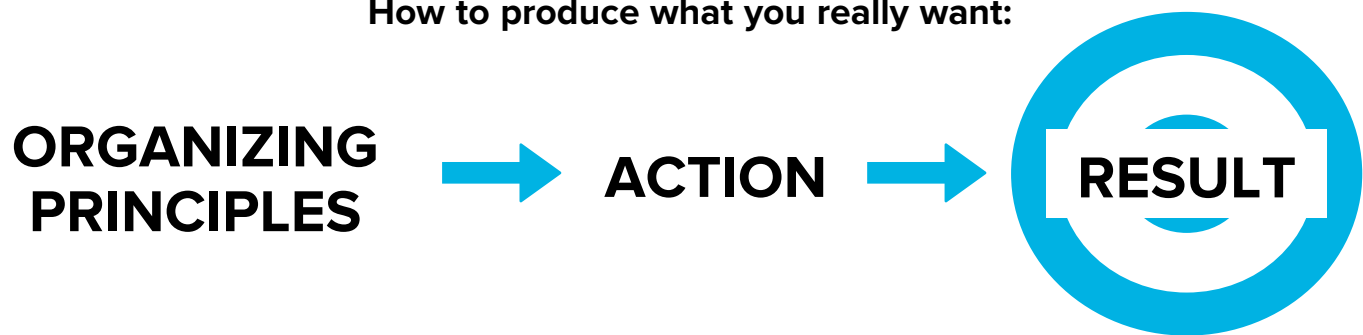 How to produce what you really want:
ORGANIZING
PRINCIPLES
ACTION
RESULT